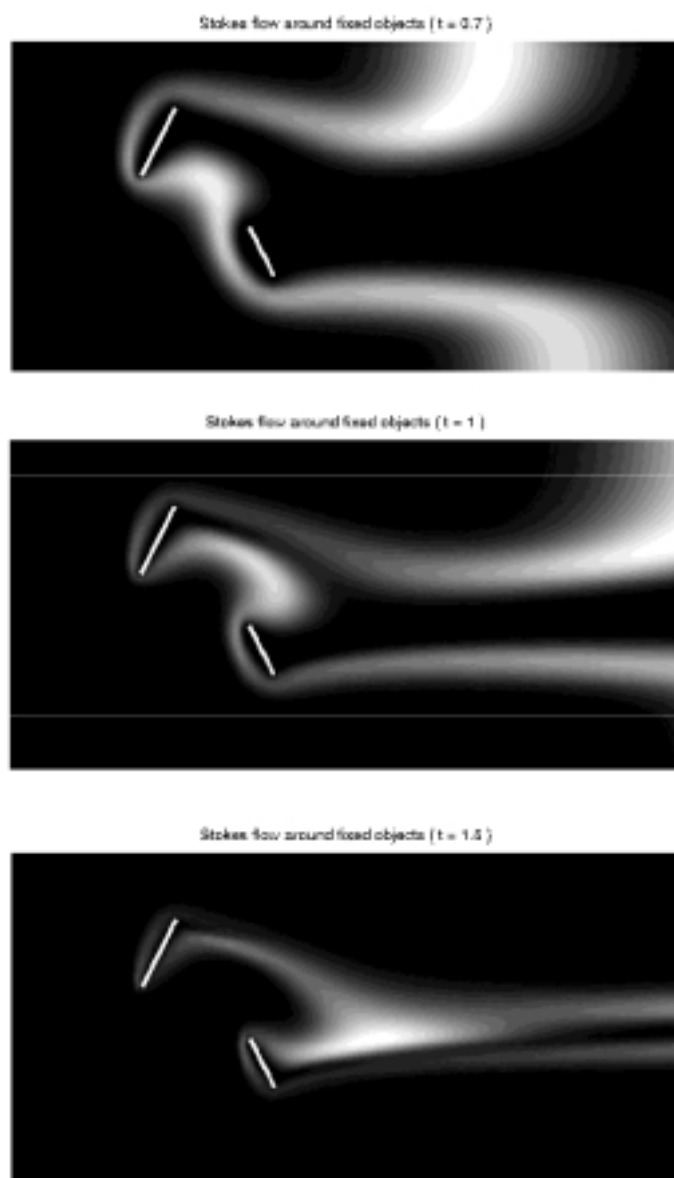 Stokes flow around fixed objects ( t = 0.7 )
Stokes flow around fixed objects ( t = 1 )
Stokes flow around fixed objects ( t = 1.5 )